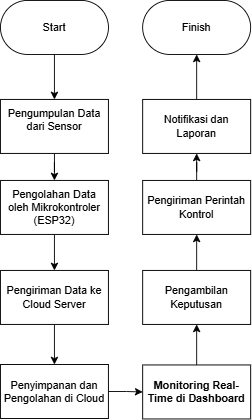 Start
Pengumpulan Data
dari Sensor
Pengolahan Data
oleh Mikrokontroler
(ESP32)
Pengiriman Data ke
Cloud Server
Penyimpanan dan
Pengolahan di Cloud
Monitoring Real-
Time di Dashboard
Pengambilan
Keputusan
Pengiriman Perintah
Kontrol
Notifikasi dan
Laporan
Finish